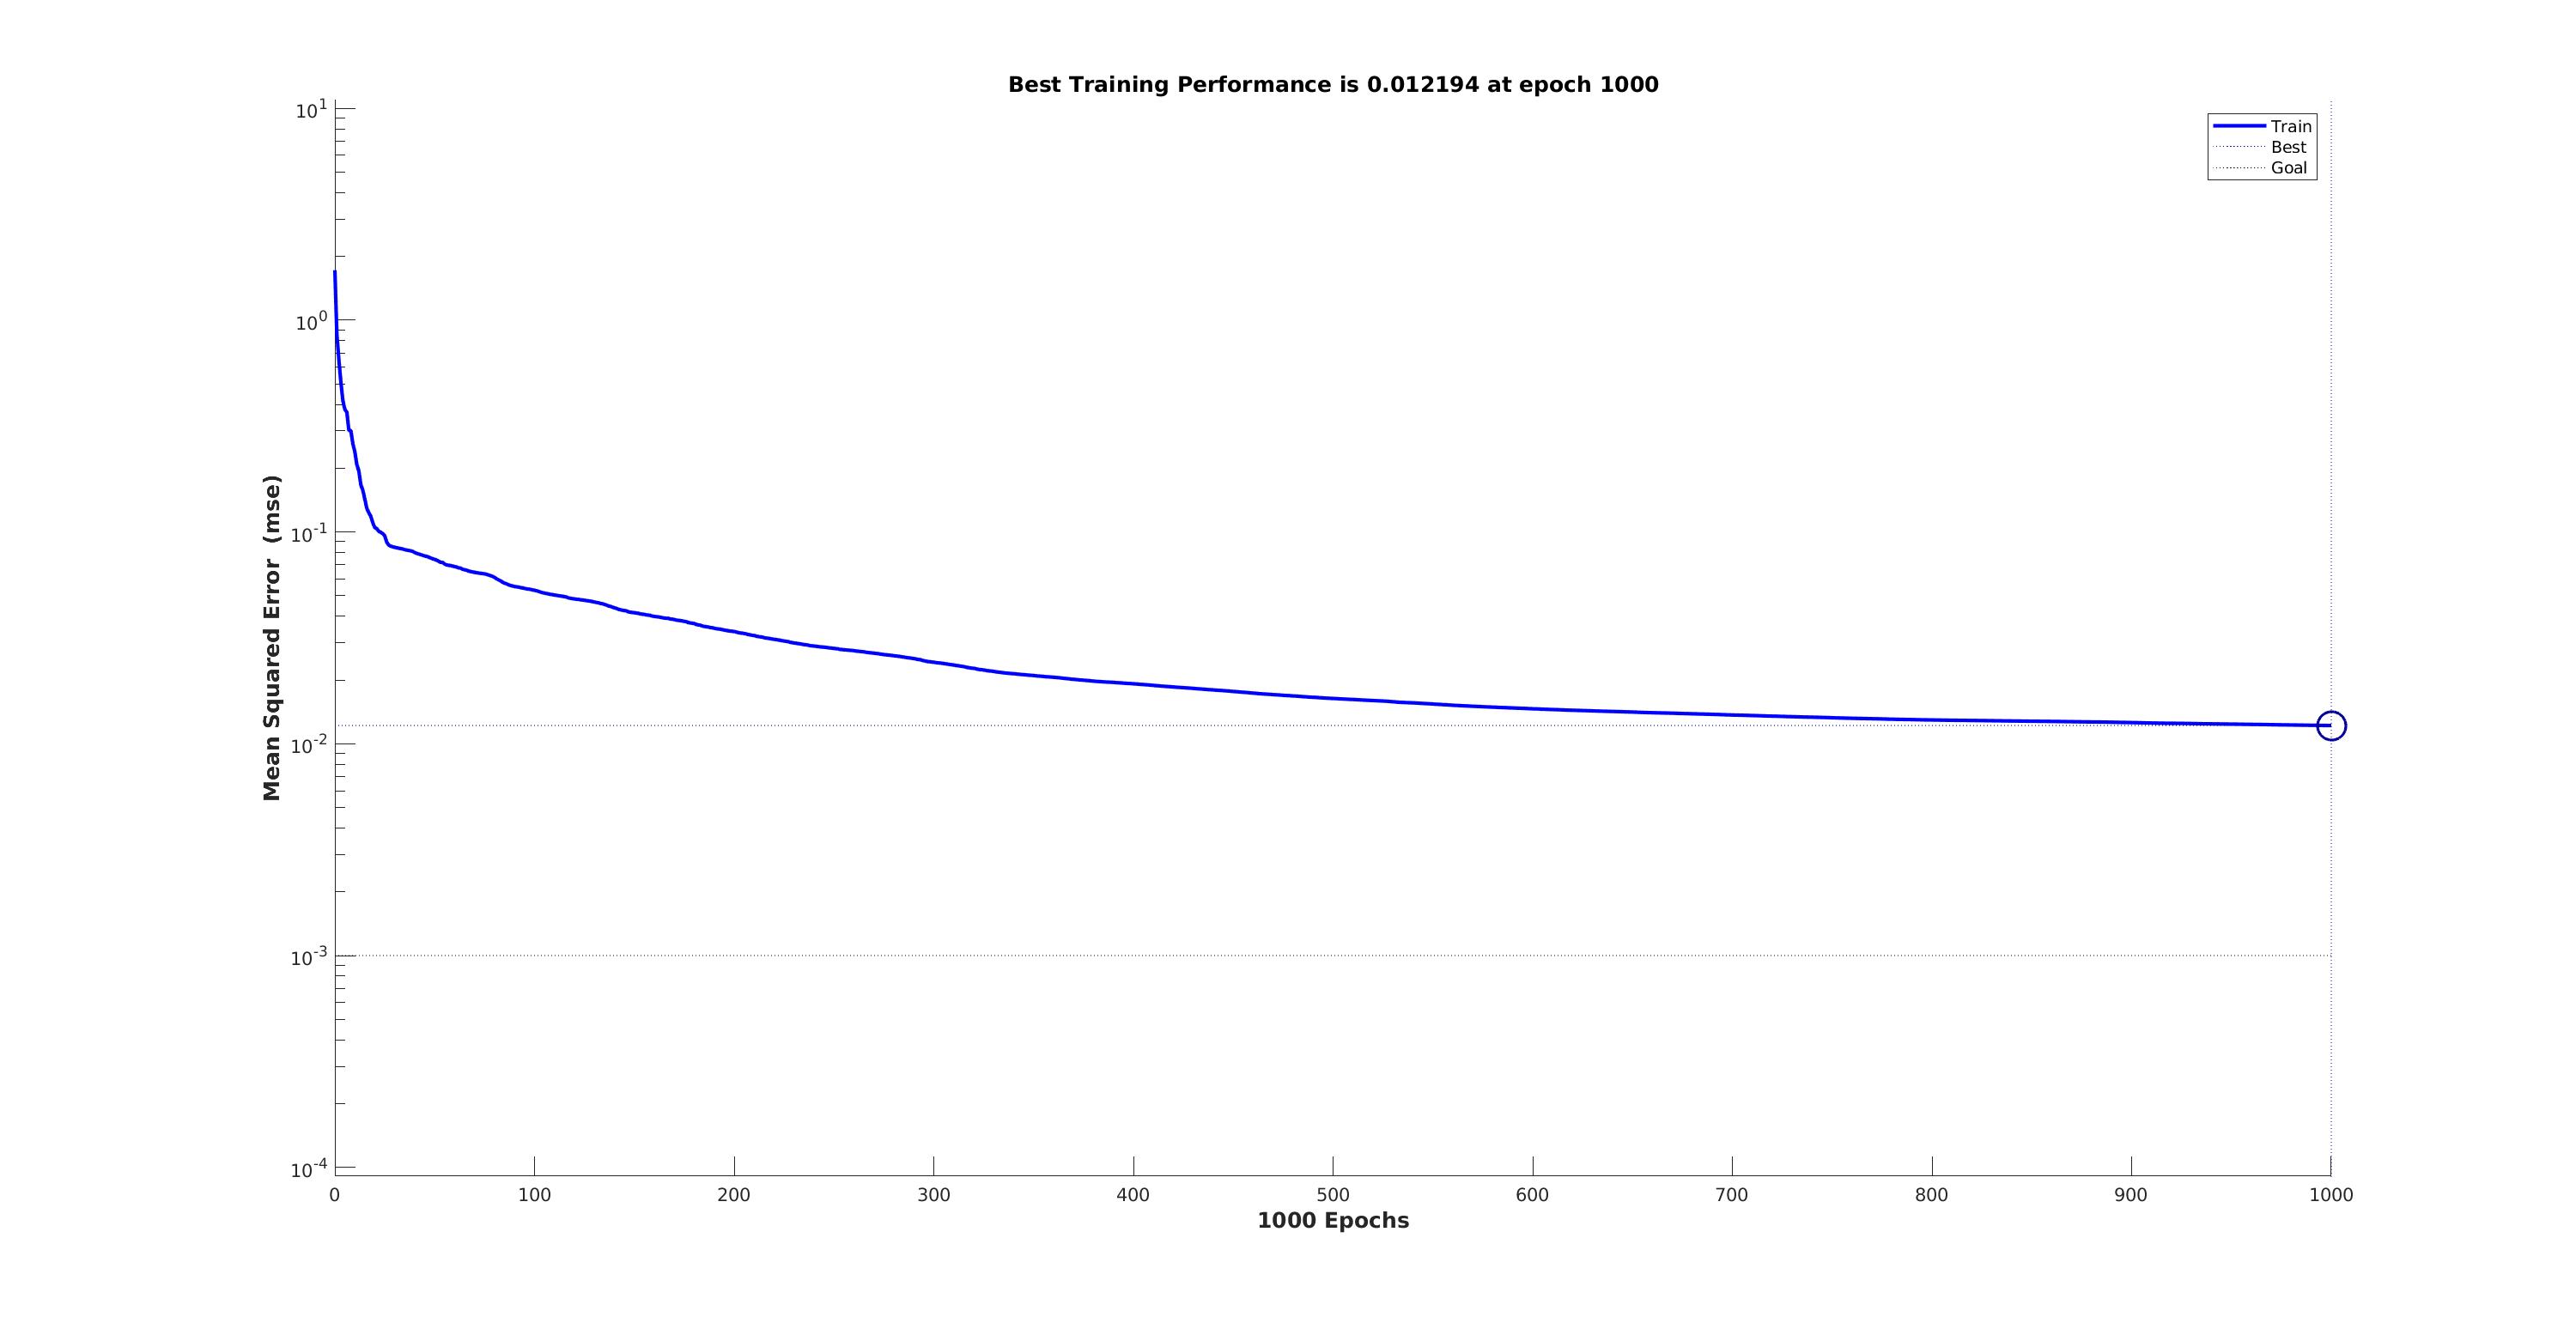 Best Training Performance is 0.012194 at epoch 1000
Train
Best
Goal
Mean Squared Error (mse)
10^1
10^0
10^-1
10^-2
10^-3
10^-4
0 100 200 300 400 500 600 700 800 900 1000
1000 Epochs